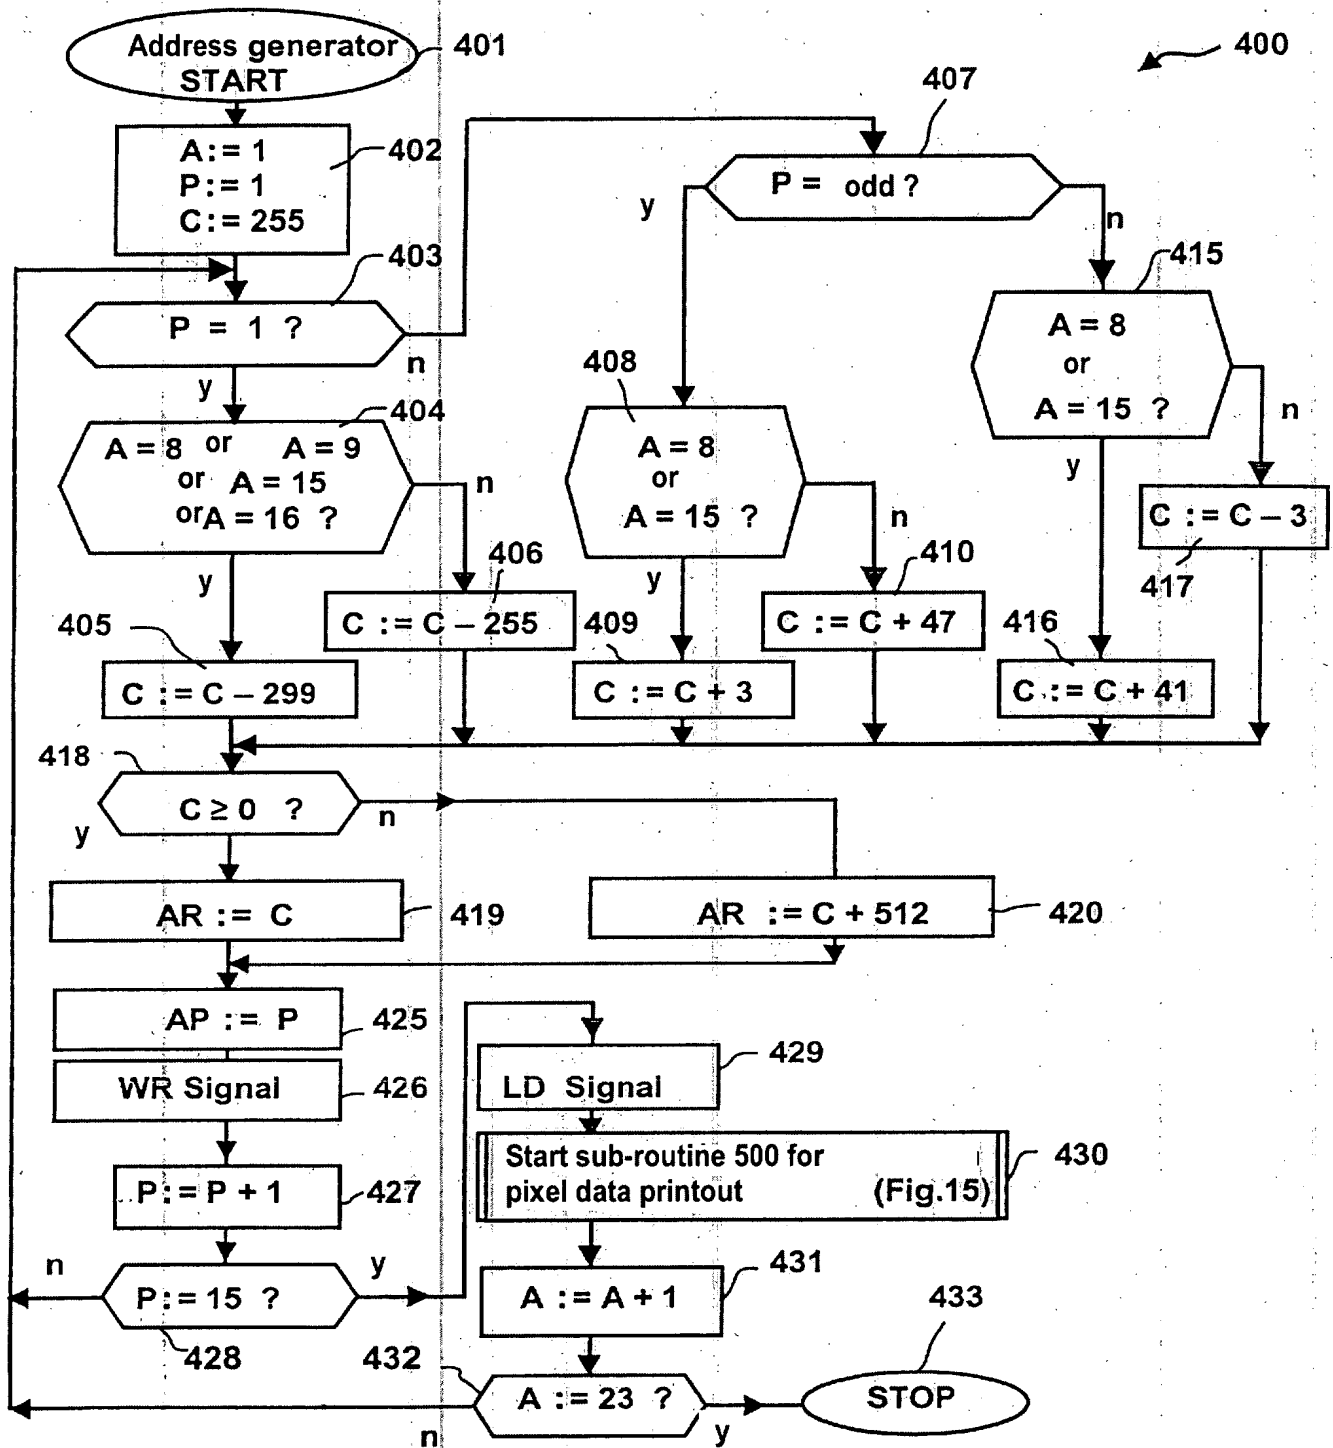 Address generator
START
401
400
407
A:= 1
P:= 1
C:= 255
402
P = odd ?
y
n
403
415
P = 1 ?
n
y
A = 8
or
A = 15 ?
n
y
408
404
A = 8 or A = 9
or A = 15
or A = 16 ?
n
y
A = 8
or
A = 15 ?
n
y
C := C – 3
417
406
410
405
C := C – 255
409
C := C + 47
416
C := C – 299
C := C + 3
C := C + 41
418
C ≥ 0 ?
y
n
AR := C
419
AR := C + 512
420
AP := P
425
WR Signal
426
LD Signal
429
P:= P + 1
427
Start sub-routine 500 for
pixel data printout (Fig.15)
430
n
P:= 15 ?
y
428
A := A + 1
431
432
A := 23 ?
n
y
433
STOP